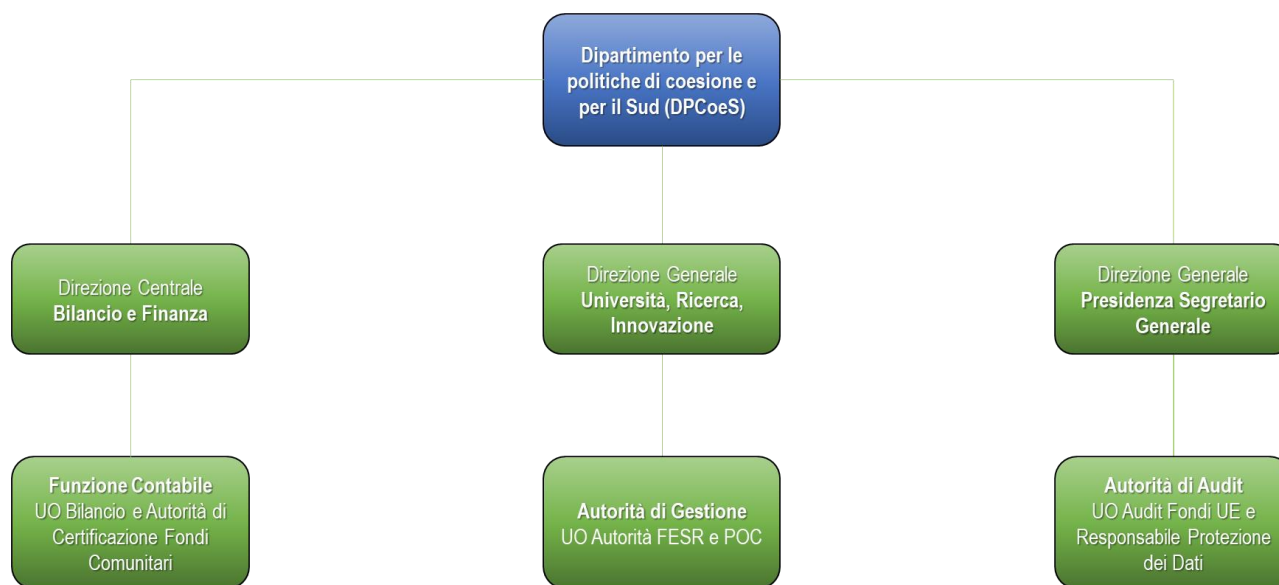 Dipartimento per le
politiche di coesione e
per il Sud (DPCoeS)
Direzione Centrale
Bilancio e Finanza
Direzione Generale
Università, Ricerca,
Innovazione
Direzione Generale
Presidenza Segretario
Generale
Funzione Contabile
UO Bilancio e Autorità di
Certificazione Fondi
Comunitari
Autorità di Gestione
UO Autorità FESR e POC
Autorità di Audit
UO Audit Fondi UE e
Responsabile Protezione
dei Dati